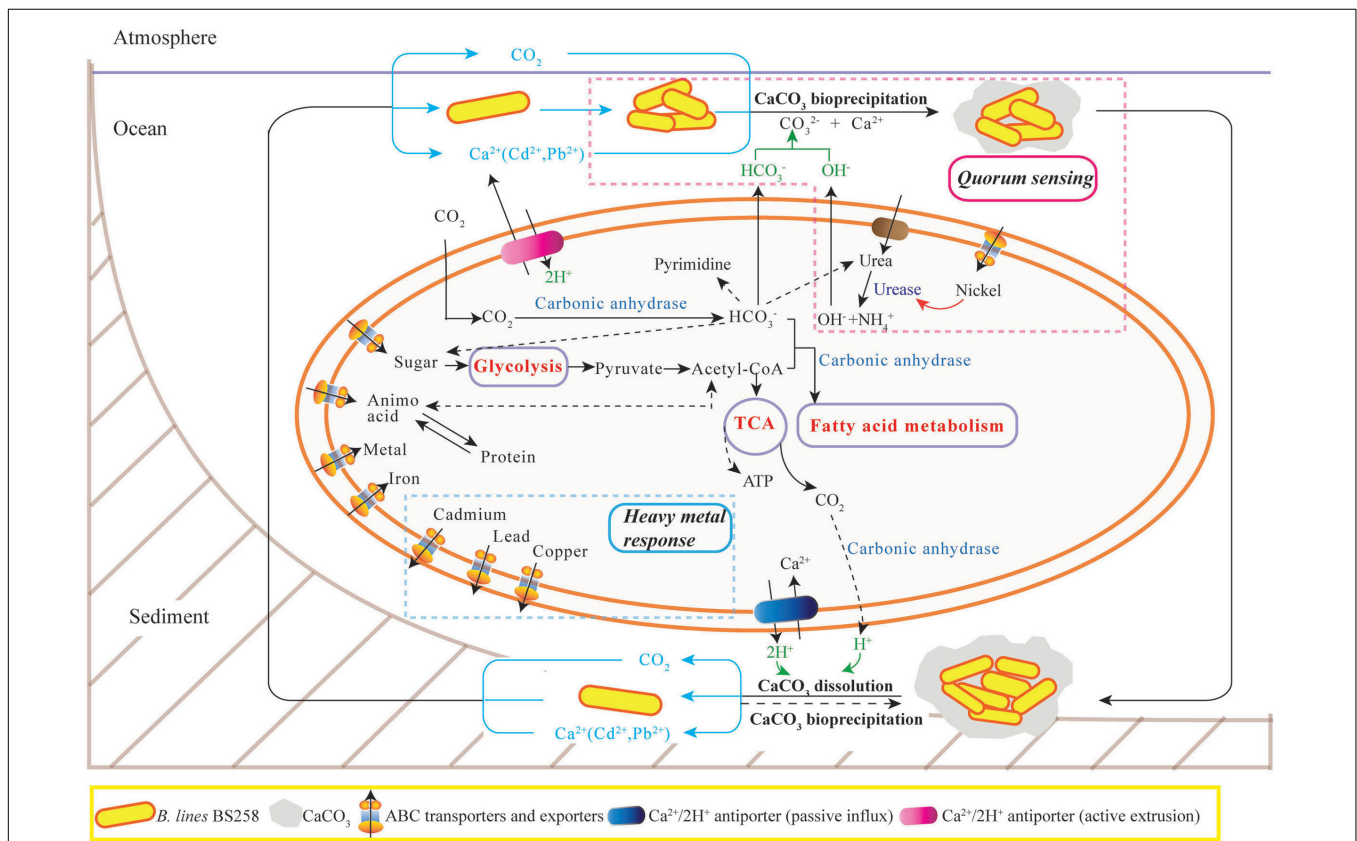 Atmosphere
CO₂
Ocean
CaCO₃ bioprecipitation
CO₃²⁻ + Ca²⁺
Ca²⁺(Cd²⁺,Pb²⁺)
HCO₃⁻
OH⁻
Quorum sensing
CO₂
2H⁺
Pyrimidine
Urea
Urease
Nickel
Carbonic anhydrase
CO₂
HCO₃⁻
OH⁻+NH₄⁺
Sugar
Glycolysis
Pyruvate
Acetyl-CoA
Carbonic anhydrase
Animo
acid
TCA
Fatty acid metabolism
Metal
Protein
Iron
ATP
CO₂
Cadmium
Lead
Copper
Heavy metal
response
Carbonic anhydrase
Ca²⁺
Sediment
2H⁺
H⁺
CO₂
CaCO₃ dissolution
CaCO₃ bioprecipitation
Ca²⁺(Cd²⁺,Pb²⁺)
B. lines BS258
CaCO₃
ABC transporters and exporters
Ca²⁺/2H⁺ antiporter (passive influx)
Ca²⁺/2H⁺ antiporter (active extrusion)